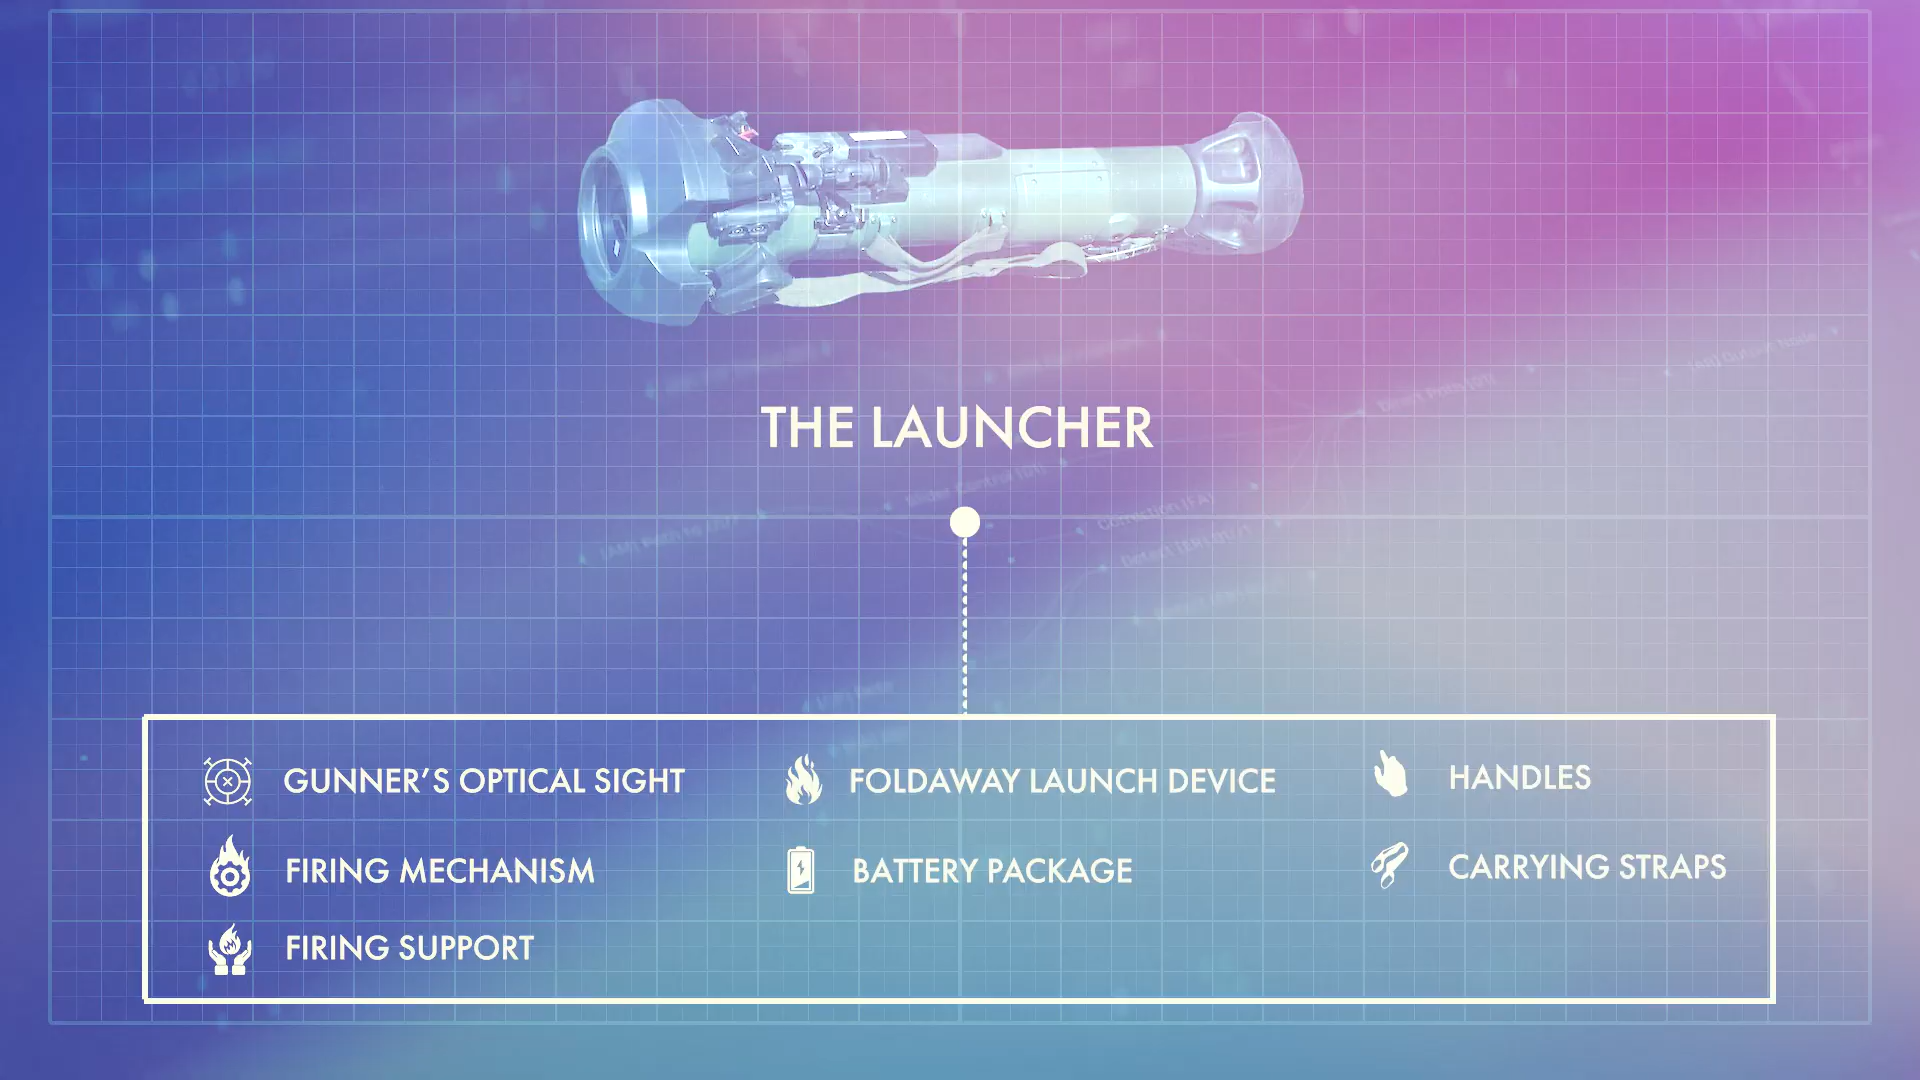 THE LAUNCHER
GUNNER’S OPTICAL SIGHT
FOLDAWAY LAUNCH DEVICE
HANDLES
FIRING MECHANISM
BATTERY PACKAGE
CARRYING STRAPS
FIRING SUPPORT